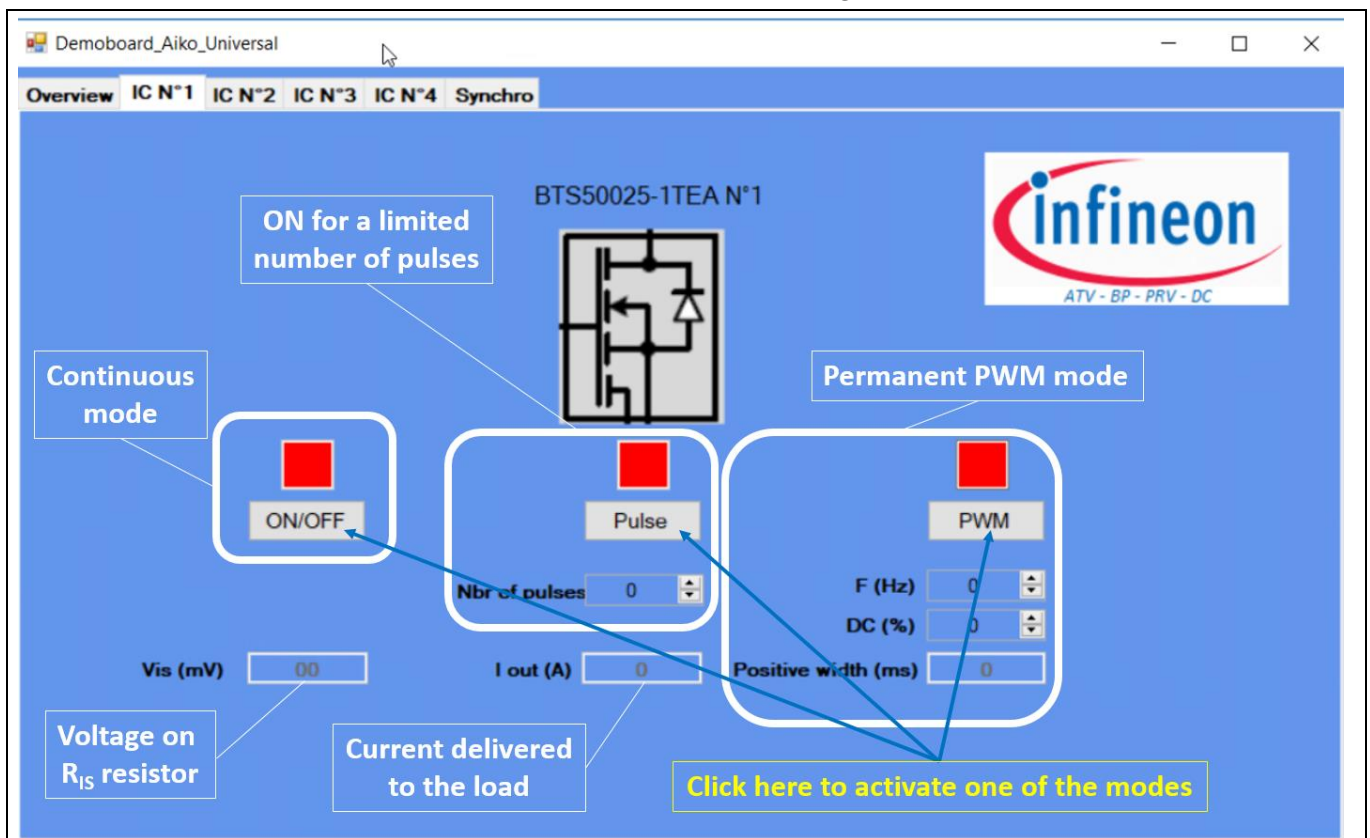 Demoboard_Aiko_Universal
Overview IC N°1 IC N°2 IC N°3 IC N°4 Synchro
BTS50025-1TEA N°1
infineon
ATV - BP - PRV - DC
ON for a limited
number of pulses
Continuous
mode
Permanent PWM mode
ON/OFF
Pulse
PWM
Nbr of pulses 0
F (Hz) 0
DC (%) 0
Vis (mV) 00
I out (A) 0
Positive width (ms) 0
Voltage on
RIS resistor
Current delivered
to the load
Click here to activate one of the modes